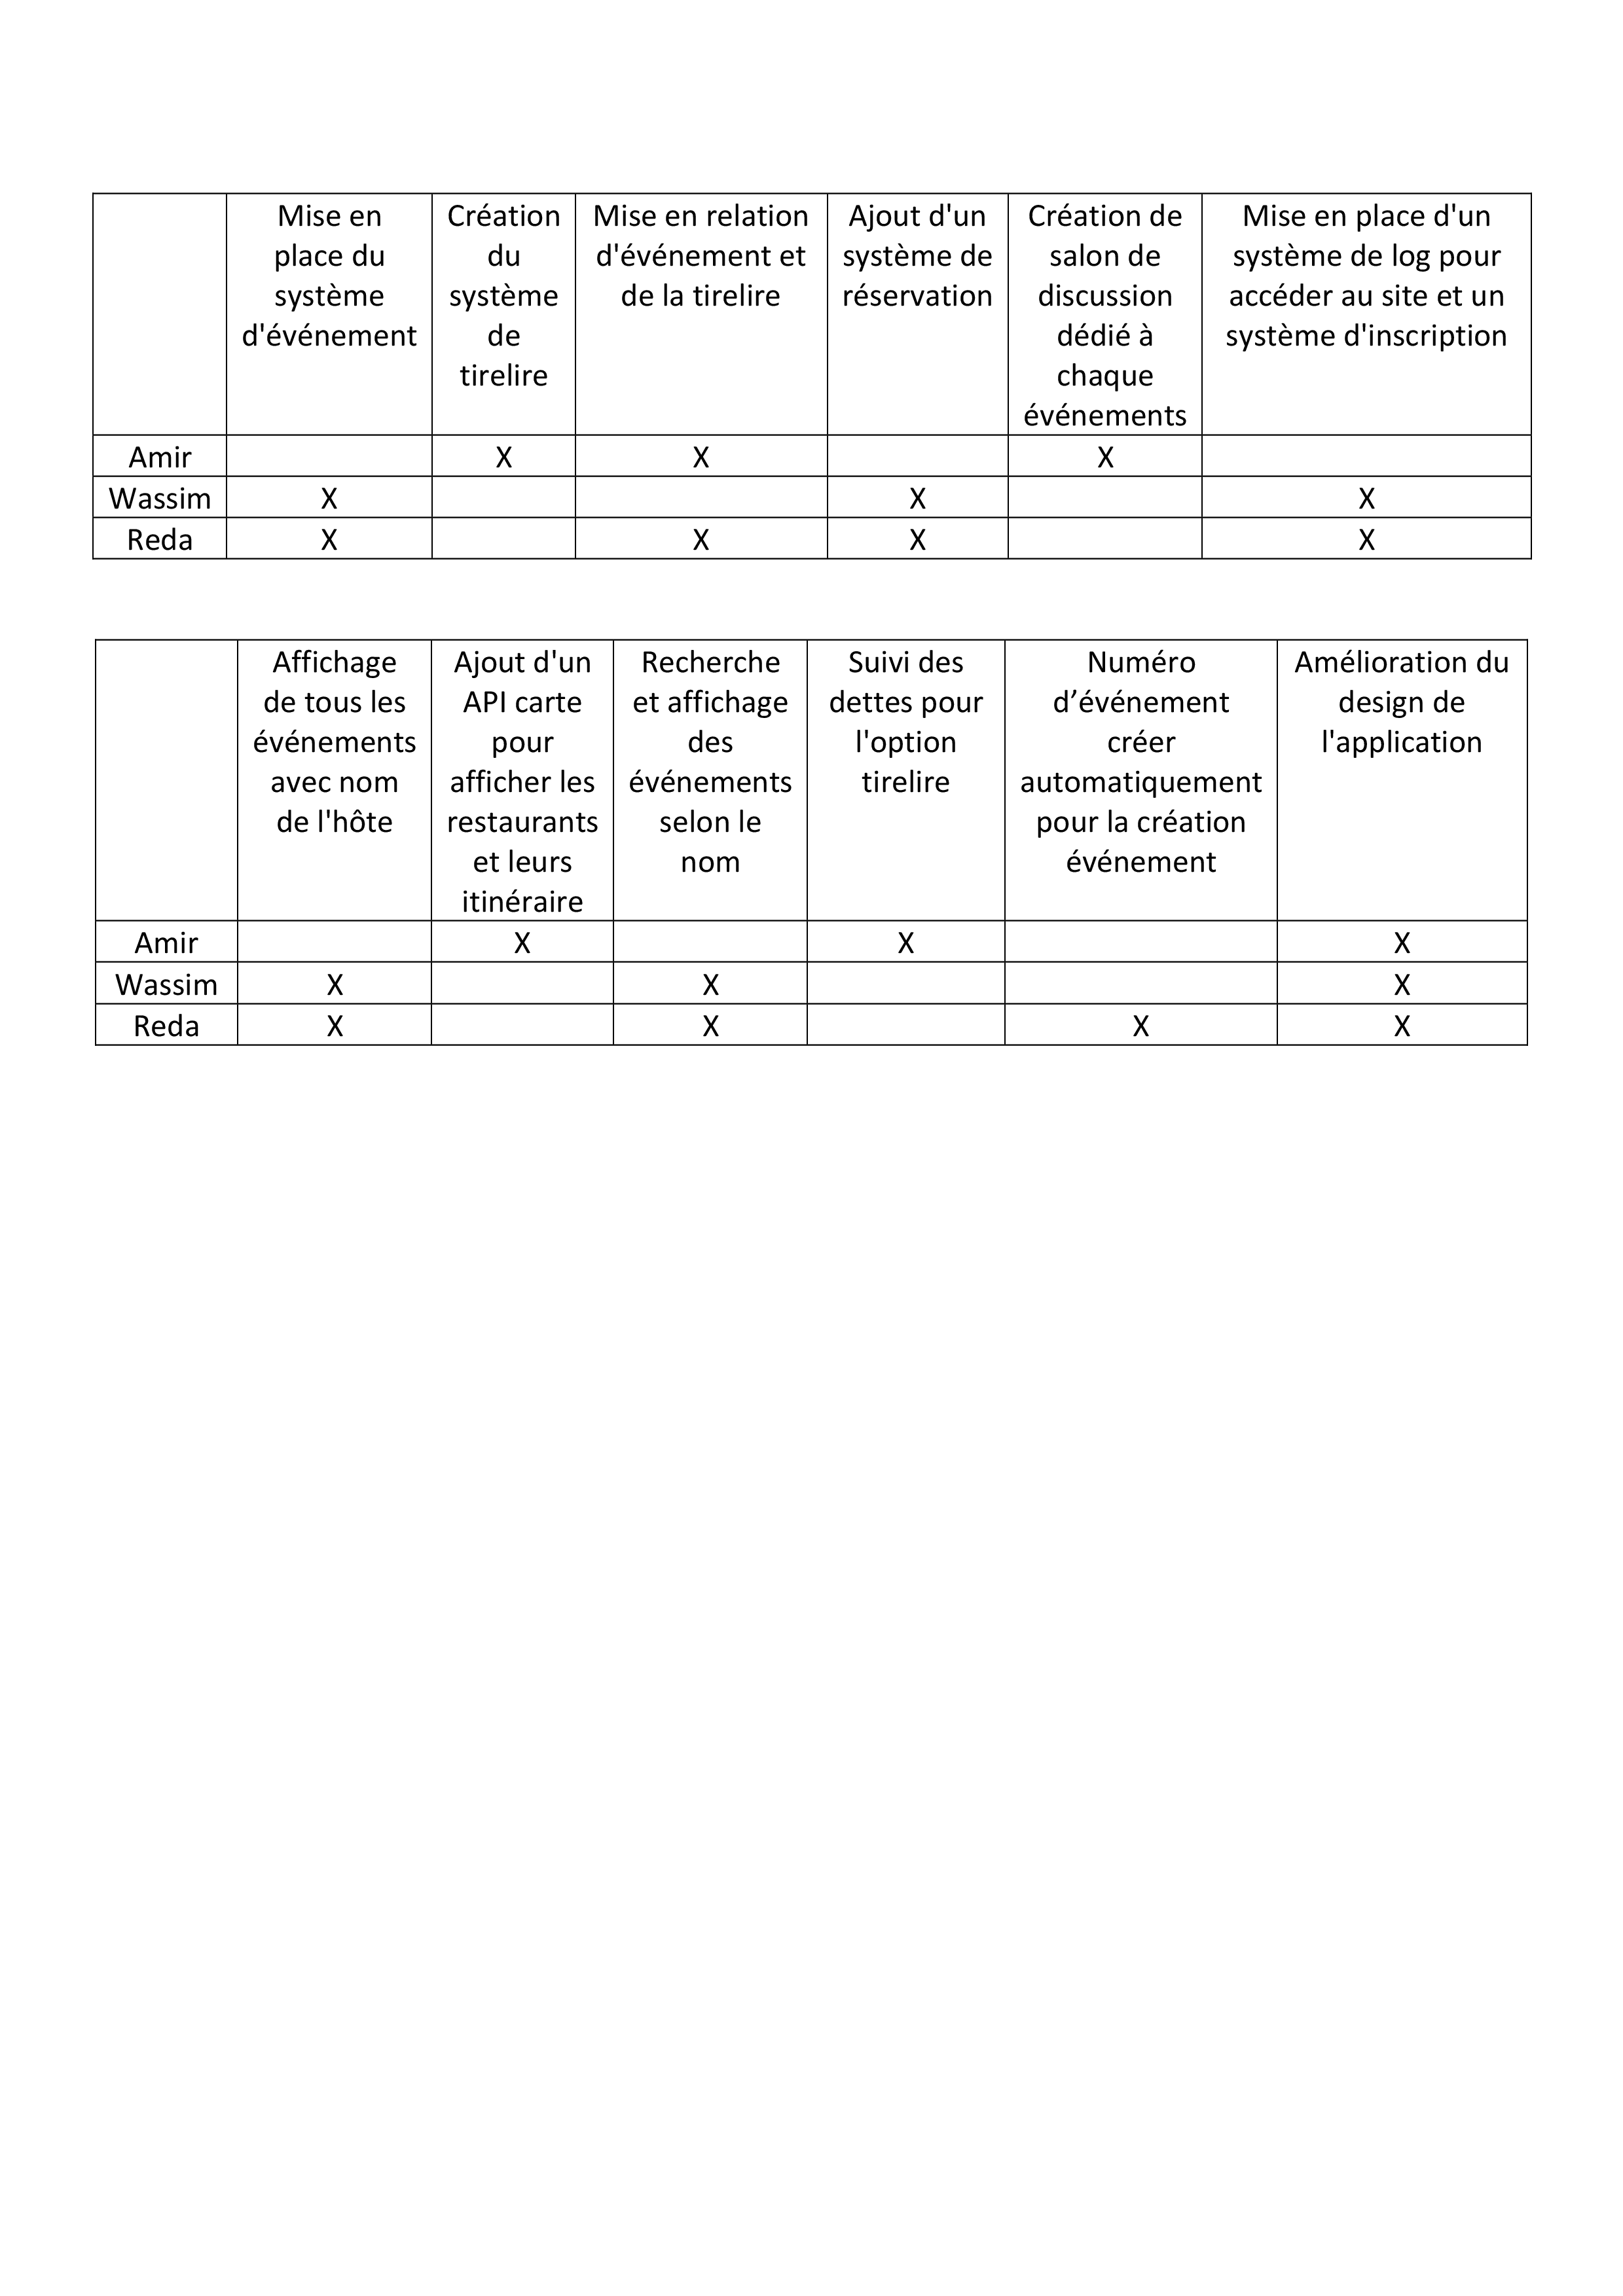 Mise en
place du
système
d'événement
Création
du
système
de
tirelire
Mise en relation
d'événement et
de la tirelire
Ajout d'un
système de
réservation
Création de
salon de
discussion
dédié à
chaque
événements
Mise en place d'un
système de log pour
accéder au site et un
système d'inscription
Amir X X X
Wassim X X X
Reda X X X X
Affichage
de tous les
événements
avec nom
de l'hôte
Ajout d'un
API carte
pour
afficher les
restaurants
et leurs
itinéraire
Recherche
et affichage
des
événements
selon le
nom
Suivi des
dettes pour
l'option
tirelire
Numéro
d’événement
créer
automatiquement
pour la création
événement
Amélioration du
design de
l'application
Amir X X X
Wassim X X X
Reda X X X X